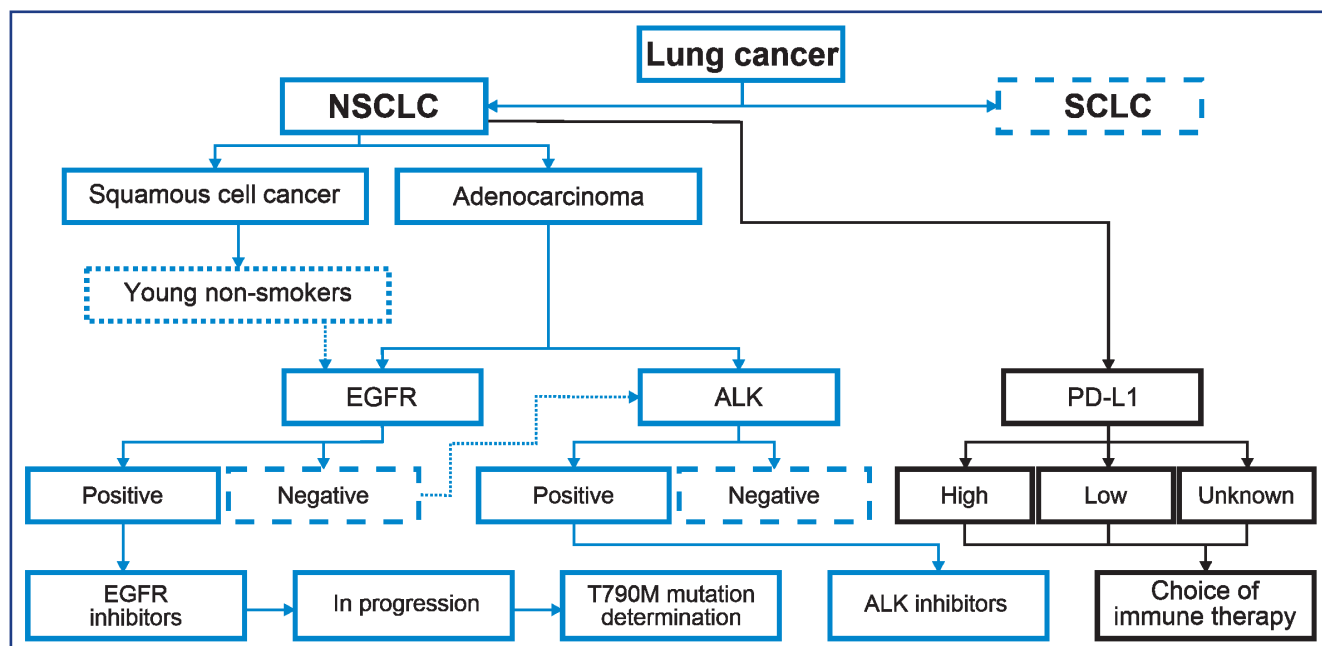 Lung cancer
NSCLC
SCLC
Squamous cell cancer
Adenocarcinoma
Young non-smokers
EGFR
ALK
PD-L1
Positive
Negative
Positive
Negative
High
Low
Unknown
EGFR
inhibitors
In progression
T790M mutation
determination
ALK inhibitors
Choice of
immune therapy